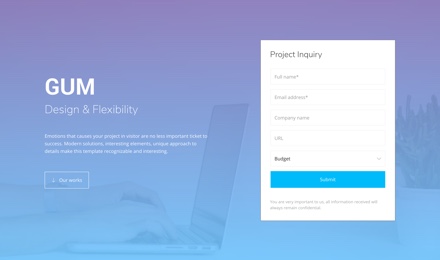 GUM
Design & Flexibility
Emotions that causes your project in visitor are no less important ticket to
success. Modern solutions, interesting elements, unique approach to
details make this template recognizable and interesting.
Our works
Project Inquiry
Full name*
Email address*
Company name
URL
Budget
Submit
You are very important to us, all information received will
always remain confidential.